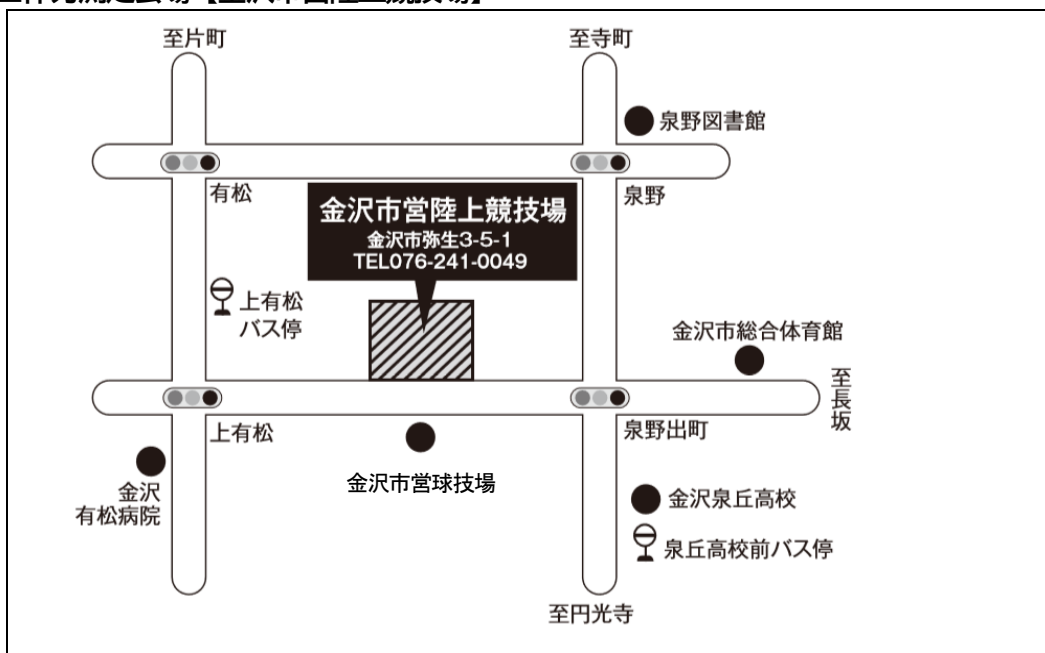 至片町
至寺町
泉野図書館
有松
泉野
金沢市営陸上競技場
金沢市弥生3-5-1
TEL076-241-0049
上有松
バス停
金沢市総合体育館
至長坂
上有松
泉野出町
金沢市営球技場
金沢
有松病院
金沢泉丘高校
泉丘高校前バス停
至円光寺